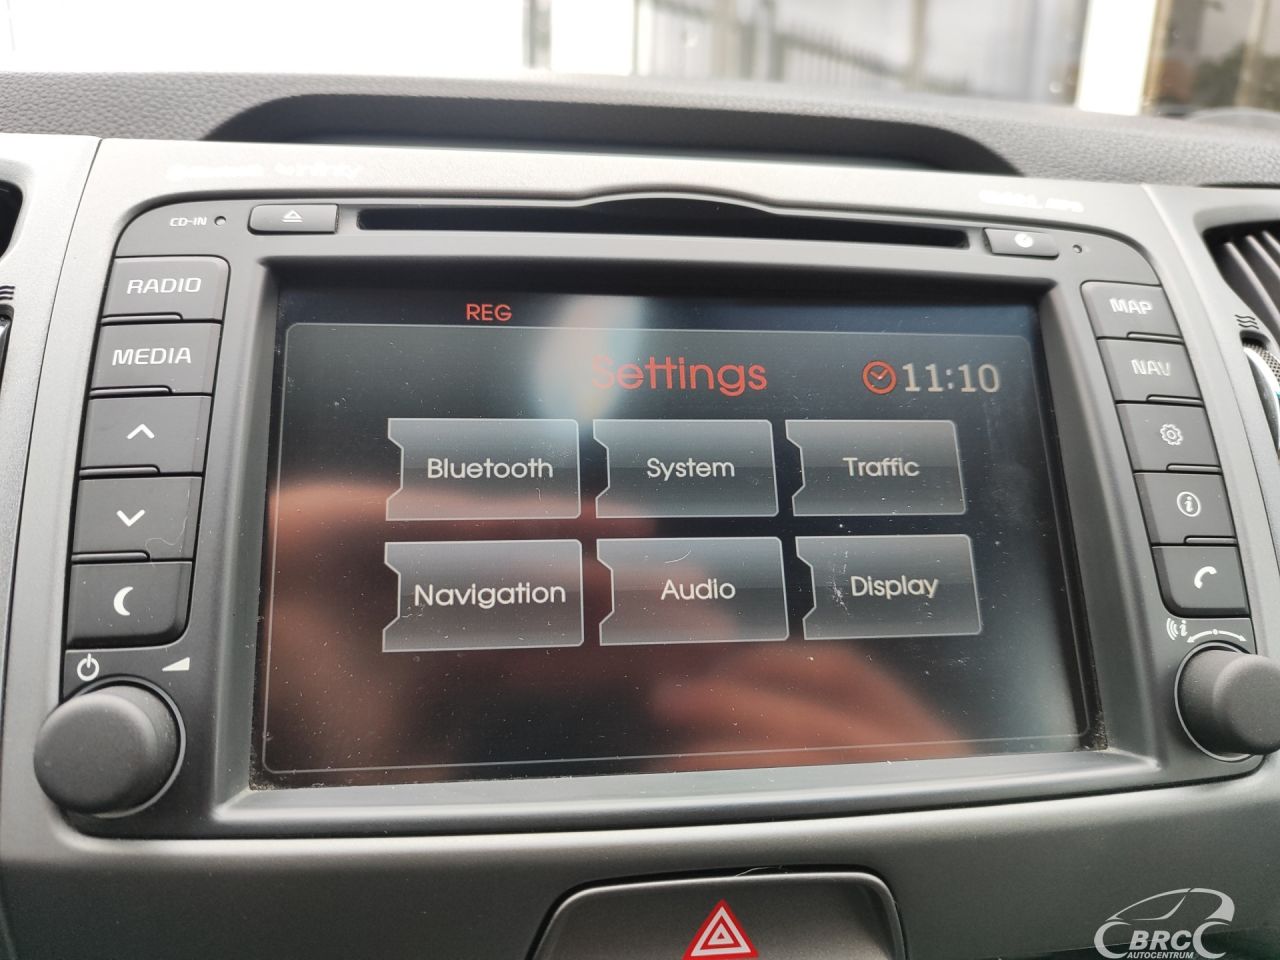 CD-IN
RADIO
MEDIA
REG
Settings
11:10
Bluetooth System Traffic
Navigation Audio Display
MAP
NAV
BRC
AUTOCENTRUM